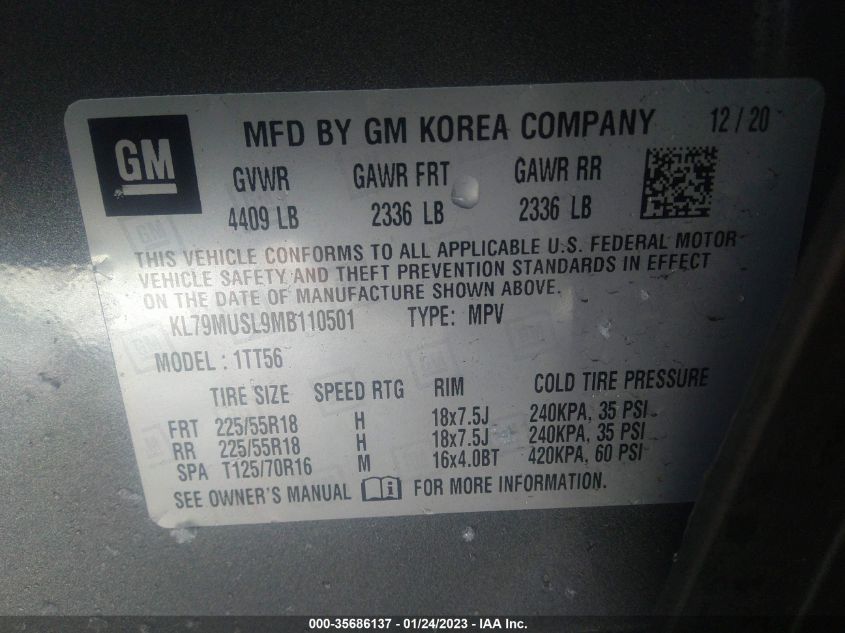 GM
MFD BY GM KOREA COMPANY 12/20
GVWR GAWR FRT GAWR RR
4409 LB 2336 LB 2336 LB
THIS VEHICLE CONFORMS TO ALL APPLICABLE U.S. FEDERAL MOTOR
VEHICLE SAFETY AND THEFT PREVENTION STANDARDS IN EFFECT
ON THE DATE OF MANUFACTURE SHOWN ABOVE.
KL79MUSL9MB110501 TYPE: MPV
MODEL : 1TT56
TIRE SIZE SPEED RTG RIM COLD TIRE PRESSURE
FRT 225/55R18 H 18x7.5J 240KPA, 35 PSI
RR 225/55R18 H 18x7.5J 240KPA, 35 PSI
SPA T125/70R16 M 16x4.0BT 420KPA, 60 PSI
SEE OWNER'S MANUAL FOR MORE INFORMATION.
000-35686137 - 01/24/2023 - IAA Inc.